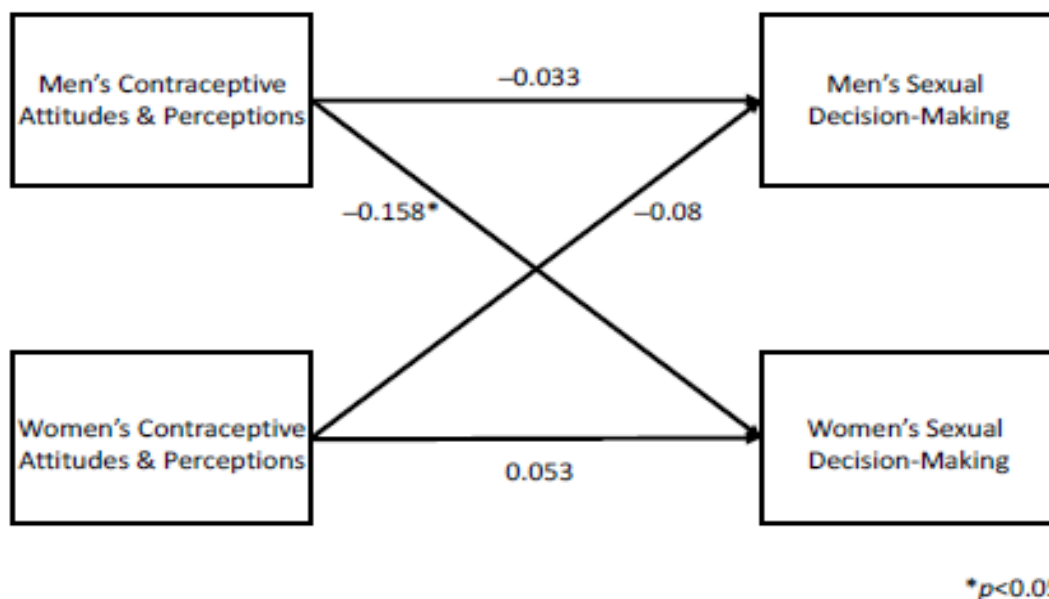 Men's Contraceptive
Attitudes & Perceptions
–0.033
Men's Sexual
Decision-Making
–0.158*
–0.08
Women's Contraceptive
Attitudes & Perceptions
0.053
Women's Sexual
Decision-Making
*p<0.05